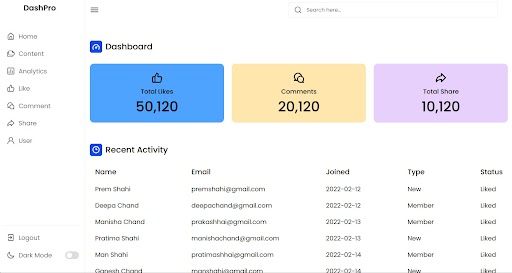 DashPro
Search here...
Home
Content
Analytics
Like
Comment
Share
User
Logout
Dark Mode
Dashboard
Total Likes
50,120
Comments
20,120
Total Share
10,120
Recent Activity
Name Email Joined Type Status
Prem Shahi premshahi@gmail.com 2022-02-12 New Liked
Deepa Chand deepachand@gmail.com 2022-02-12 Member Liked
Manisha Chand prakashhai@gmail.com 2022-02-13 Member Liked
Pratima Shahi manishachand@gmail.com 2022-02-13 New Liked
Man Shahi pratimashhai@gmail.com 2022-02-14 Member Liked
Ganesh Chand manshahi@gmail.com 2022-02-14 New Liked